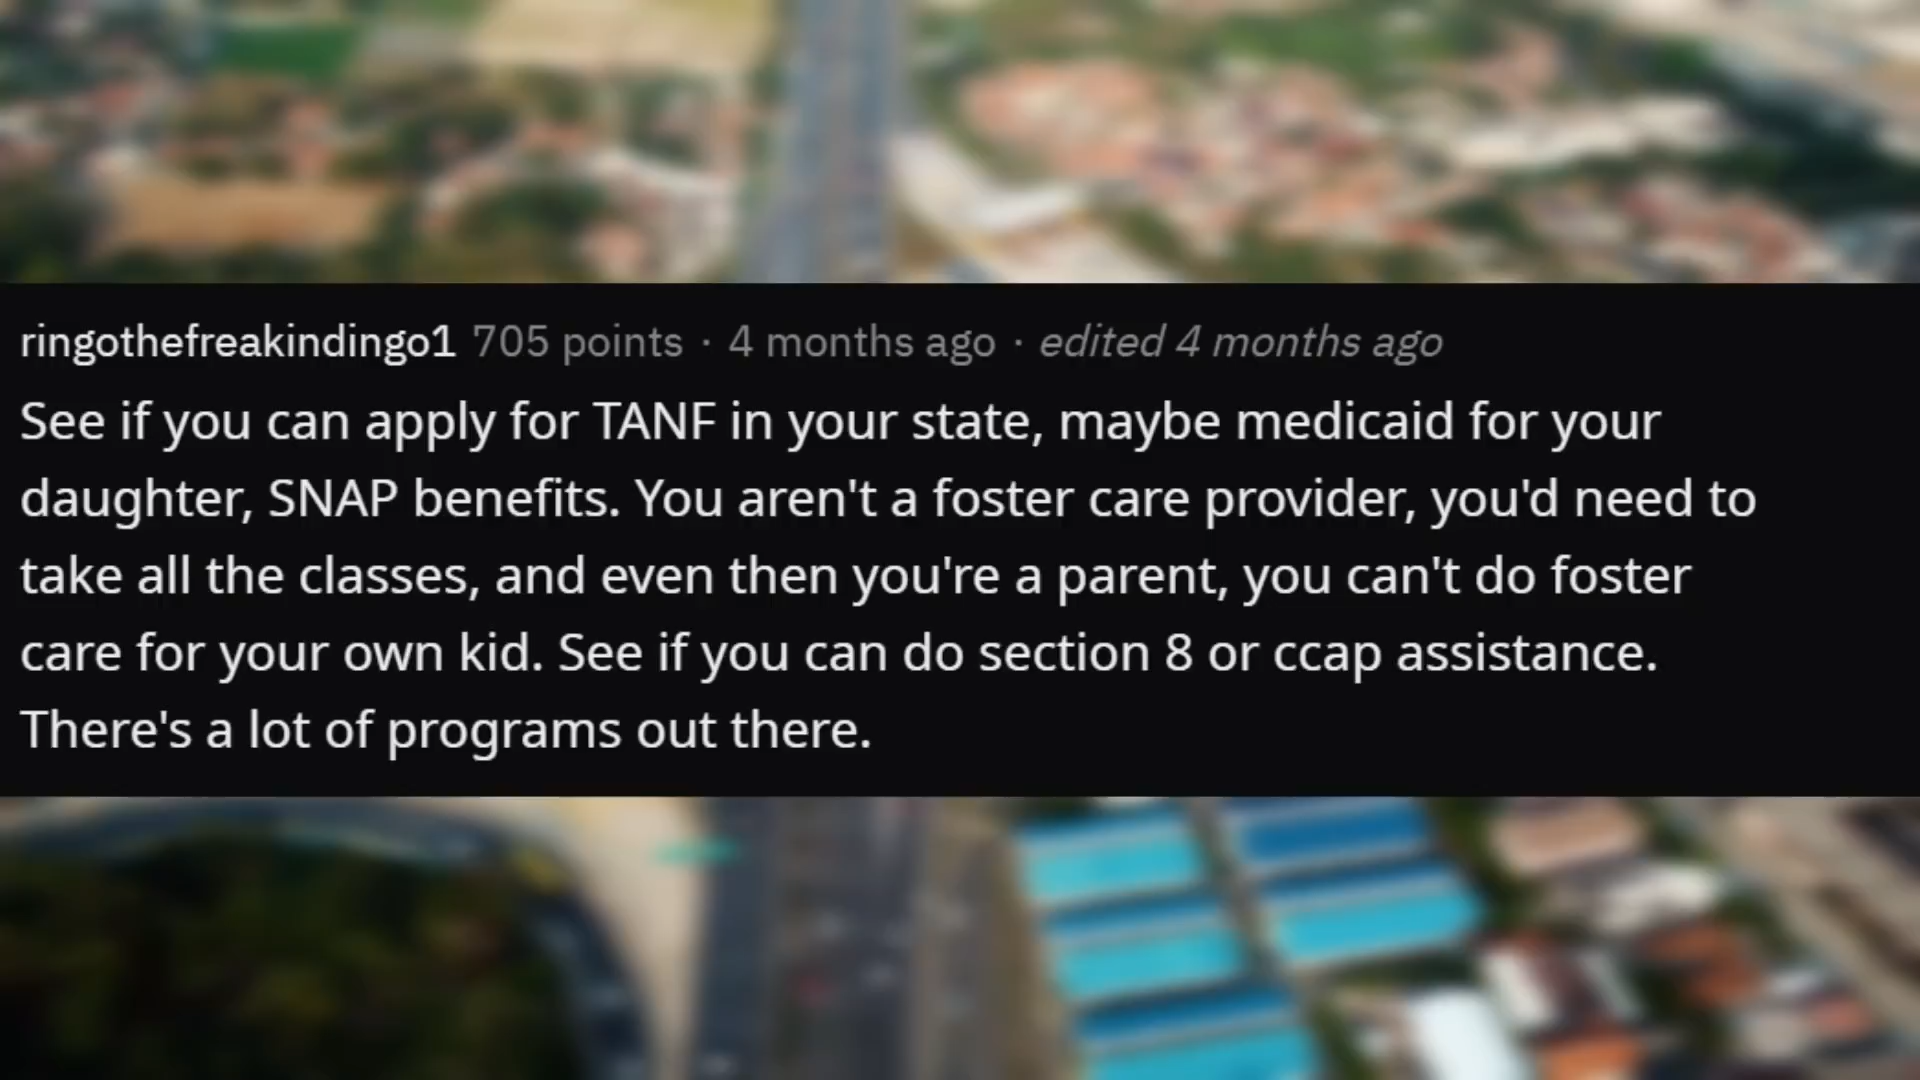 ringothefreakindingo1 705 points · 4 months ago · edited 4 months ago
See if you can apply for TANF in your state, maybe medicaid for your
daughter, SNAP benefits. You aren't a foster care provider, you'd need to
take all the classes, and even then you're a parent, you can't do foster
care for your own kid. See if you can do section 8 or ccap assistance.
There's a lot of programs out there.